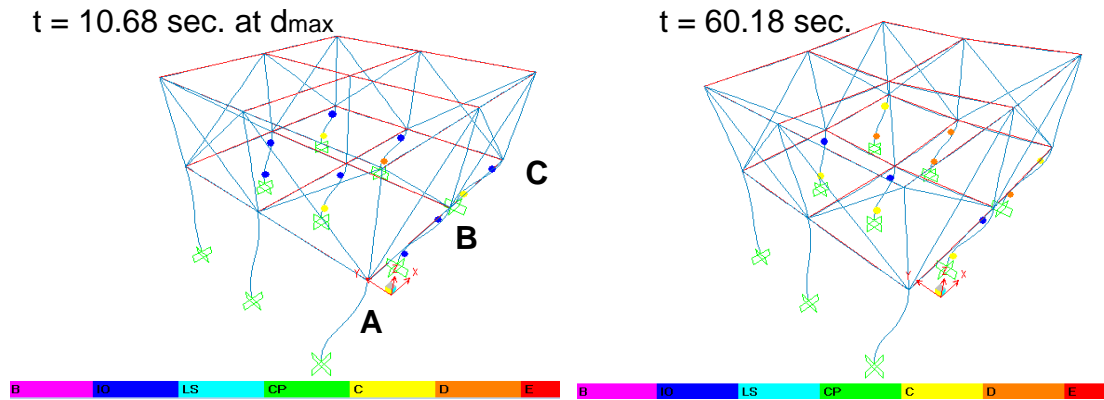 t = 10.68 sec. at dmax
t = 60.18 sec.
C
B
Y Z X
A
Y Z X
B IO LS CP C D E
B IO LS CP C D E